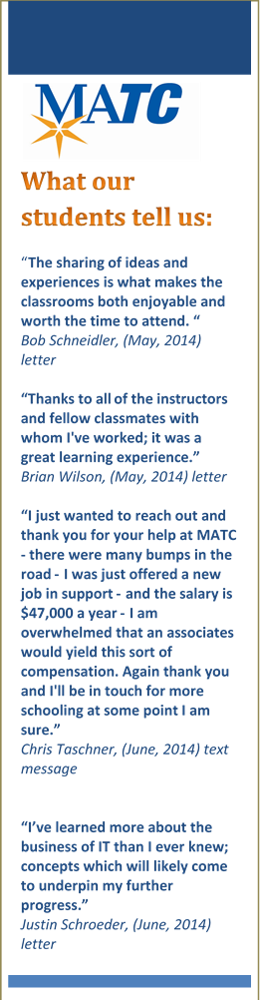 MATC
What our
students tell us:
“The sharing of ideas and
experiences is what makes the
classrooms both enjoyable and
worth the time to attend. “
Bob Schneidler, (May, 2014)
letter
“Thanks to all of the instructors
and fellow classmates with
whom I've worked; it was a
great learning experience.”
Brian Wilson, (May, 2014) letter
“I just wanted to reach out and
thank you for your help at MATC
- there were many bumps in the
road - I was just offered a new
job in support - and the salary is
$47,000 a year - I am
overwhelmed that an associates
would yield this sort of
compensation. Again thank you
and I'll be in touch for more
schooling at some point I am
sure.”
Chris Taschner, (June, 2014) text
message
“I’ve learned more about the
business of IT than I ever knew;
concepts which will likely come
to underpin my further
progress.”
Justin Schroeder, (June, 2014)
letter